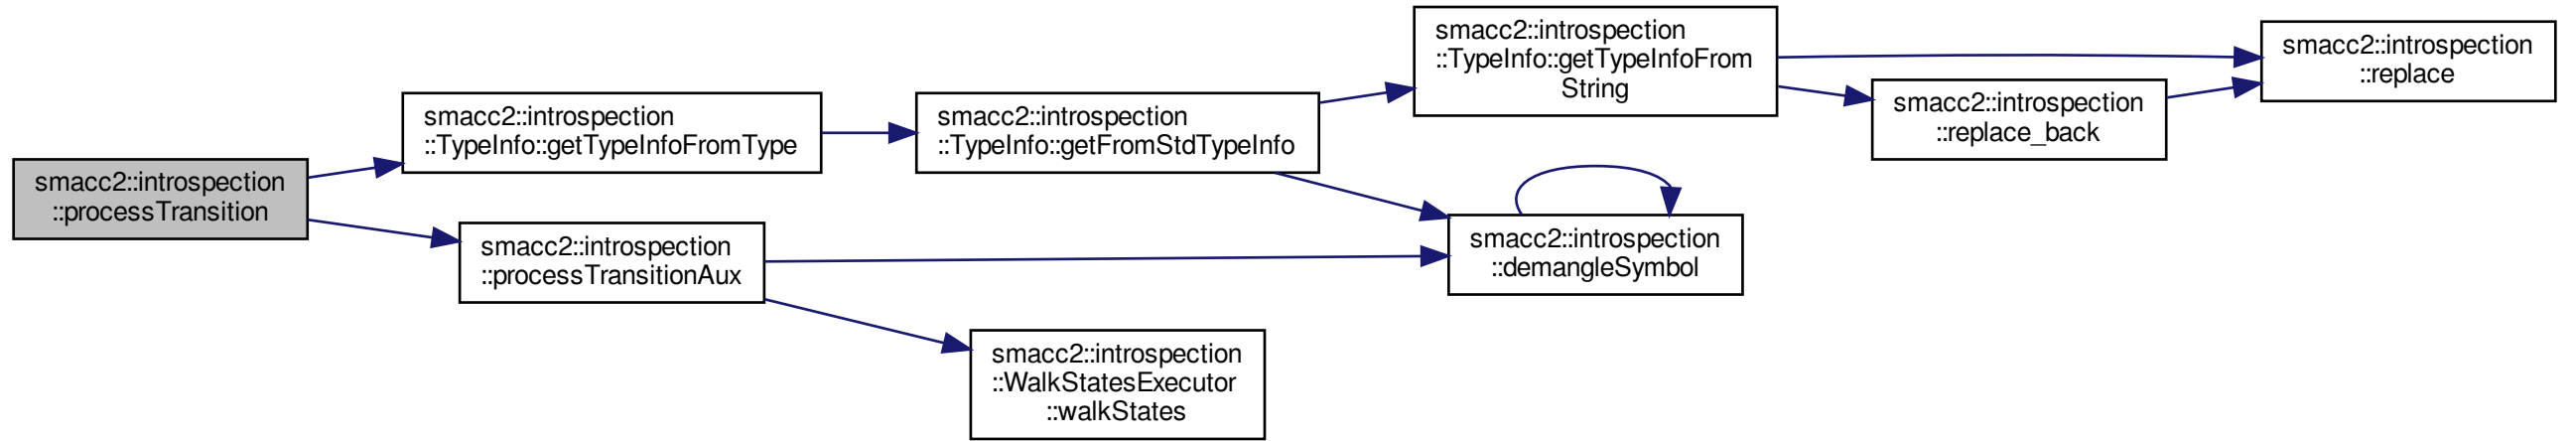 smacc2::introspection
::processTransition
smacc2::introspection
::TypeInfo::getTypeInfoFromType
smacc2::introspection
::processTransitionAux
smacc2::introspection
::TypeInfo::getFromStdTypeInfo
smacc2::introspection
::WalkStatesExecutor
::walkStates
smacc2::introspection
::TypeInfo::getTypeInfoFrom
String
smacc2::introspection
::demangleSymbol
smacc2::introspection
::replace_back
smacc2::introspection
::replace